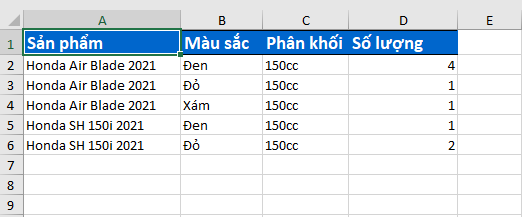 A B C D E
1 Sản phẩm Màu sắc Phân khối Số lượng
2 Honda Air Blade 2021 Đen 150cc 4
3 Honda Air Blade 2021 Đỏ 150cc 1
4 Honda Air Blade 2021 Xám 150cc 1
5 Honda SH 150i 2021 Đen 150cc 1
6 Honda SH 150i 2021 Đỏ 150cc 2
7
8
9